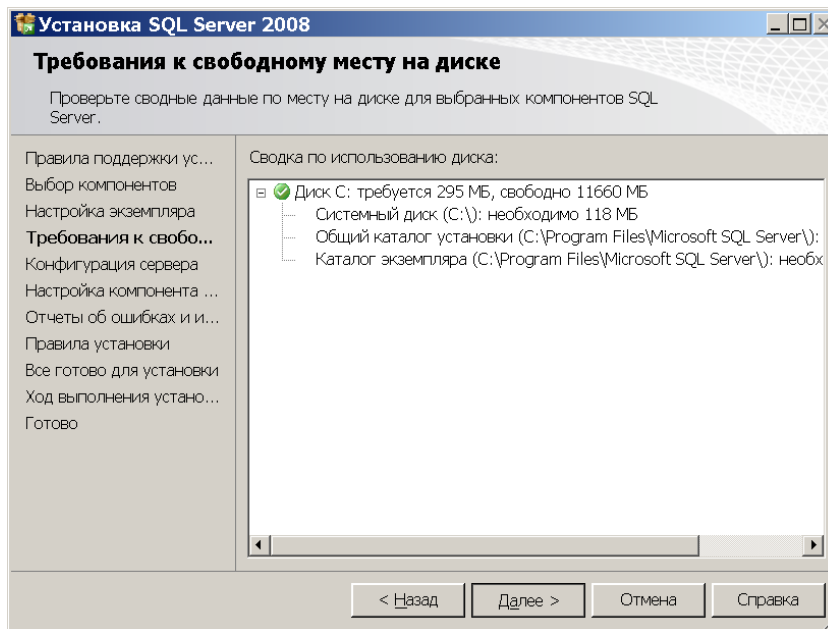 Установка SQL Server 2008
Требования к свободному месту на диске
Проверьте сводные данные по месту на диске для выбранных компонентов SQL
Server.
Правила поддержки ус...
Выбор компонентов
Настройка экземпляра
Требования к свобо...
Конфигурация сервера
Настройка компонента ...
Отчеты об ошибках и и...
Правила установки
Все готово для установки
Ход выполнения устано...
Готово
Сводка по использованию диска:
Диск C: требуется 295 МБ, свободно 11660 МБ
Системный диск (C:\): необходимо 118 МБ
Общий каталог установки (C:\Program Files\Microsoft SQL Server\):
Каталог экземпляра (C:\Program Files\Microsoft SQL Server\): необх
< Назад
Далее >
Отмена
Справка